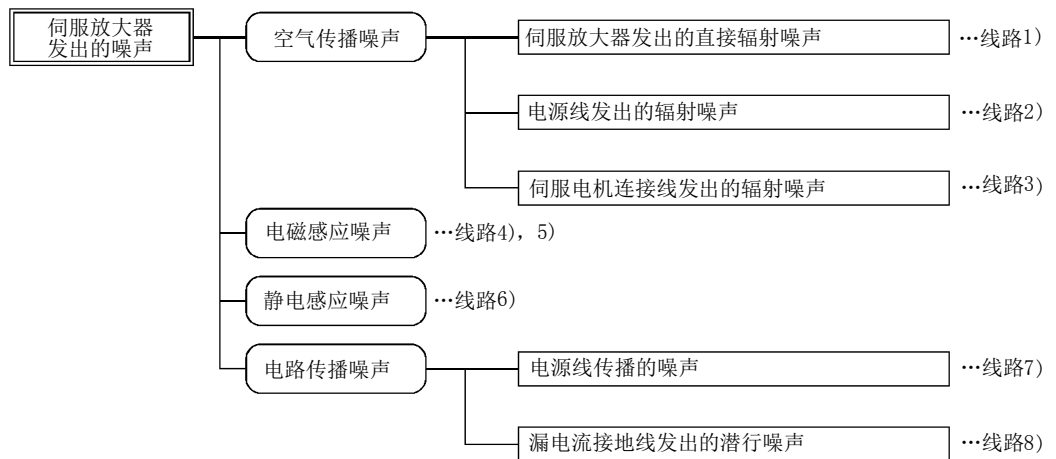 伺服放大器
发出的噪声
空气传播噪声
伺服放大器发出的直接辐射噪声 …线路1)
电源线发出的辐射噪声 …线路2)
伺服电机连接线发出的辐射噪声 …线路3)
电磁感应噪声 …线路4), 5)
静电感应噪声 …线路6)
电路传播噪声
电源线传播的噪声 …线路7)
漏电流接地线发出的潜行噪声 …线路8)